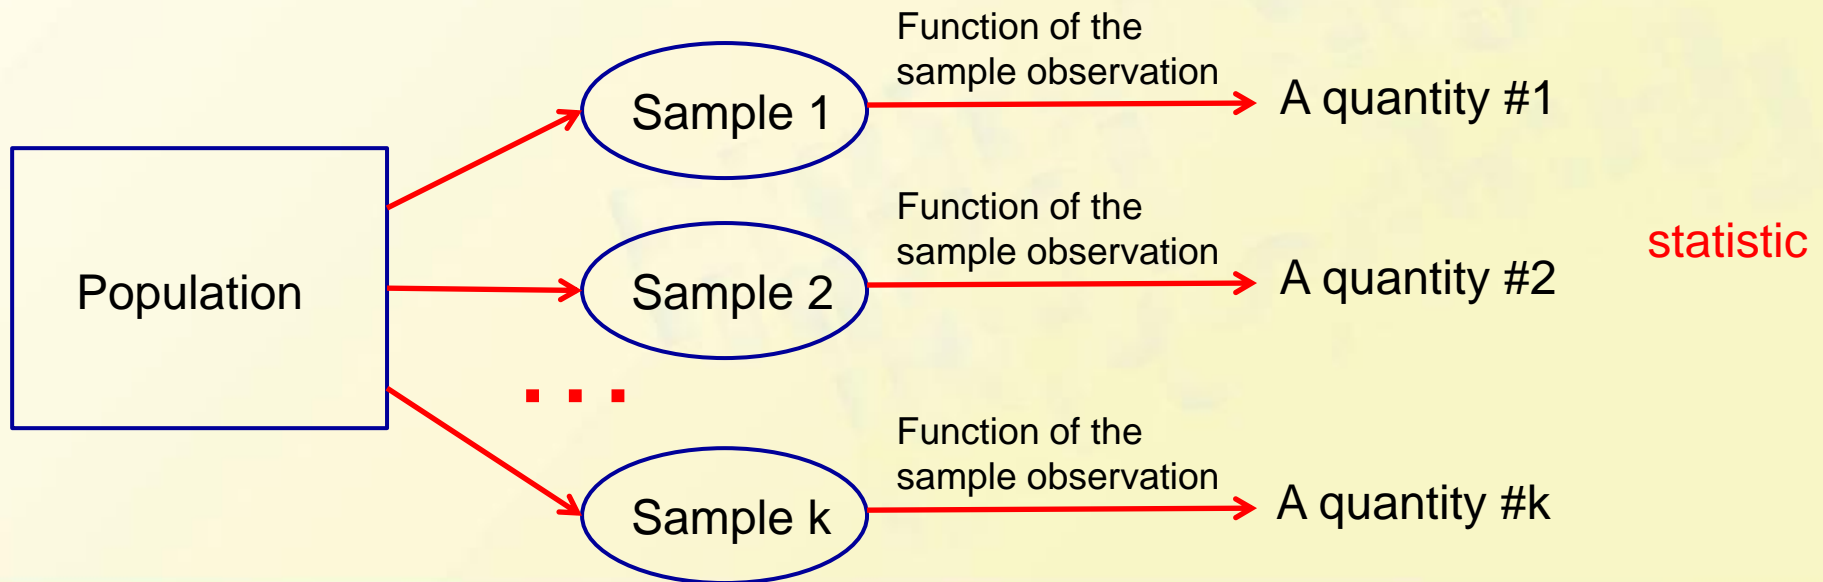 Population
Sample 1
Function of the
sample observation
A quantity #1
Sample 2
Function of the
sample observation
A quantity #2
statistic
. . .
Sample k
Function of the
sample observation
A quantity #k